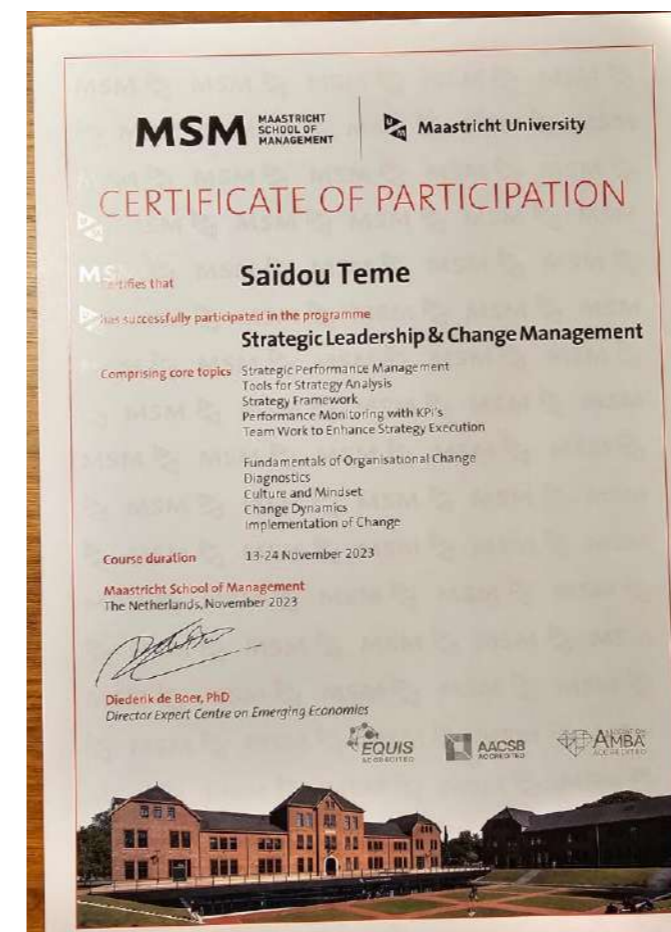 MSM MAASTRICHT SCHOOL OF MANAGEMENT
Maastricht University
CERTIFICATE OF PARTICIPATION
certifies that Saïdou Teme
has successfully participated in the programme
Strategic Leadership & Change Management
Comprising core topics Strategic Performance Management
Tools for Strategy Analysis
Strategy Framework
Performance Monitoring with KPI's
Team Work to Enhance Strategy Execution
Fundamentals of Organisational Change
Diagnostics
Culture and Mindset
Change Dynamics
Implementation of Change
Course duration 13-24 November 2023
Maastricht School of Management
The Netherlands, November 2023
Diederik de Boer, PhD
Director Expert Centre on Emerging Economies
EQUIS ACCREDITED
AACSB ACCREDITED
AMBA ACCREDITED